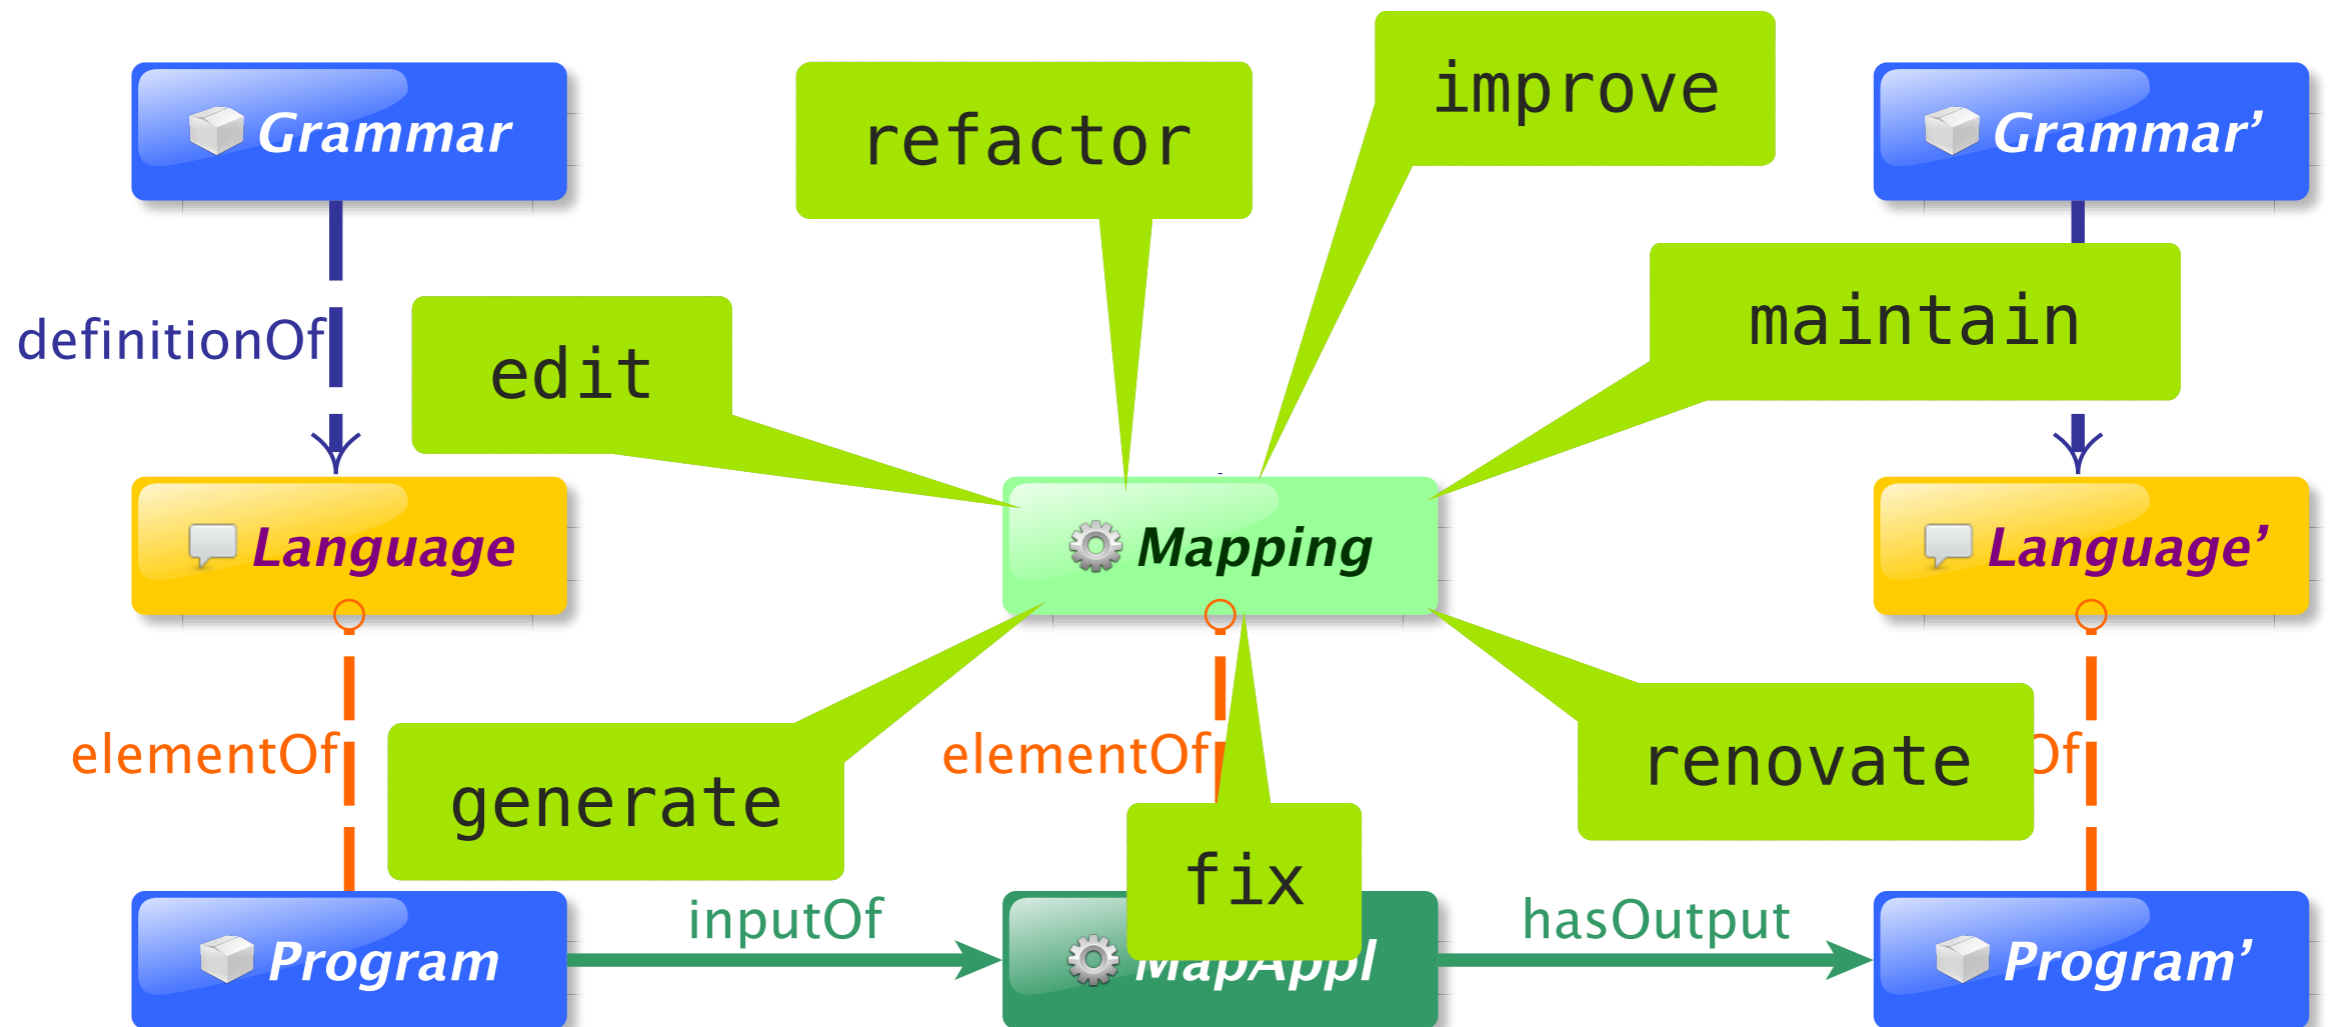 improve
refactor
Grammar
Grammar’
maintain
definitionOf
edit
Language
Mapping
Language’
elementOf
elementOf
Of
renovate
generate
fix
inputOf
hasOutput
Program
MapAppl
Program’